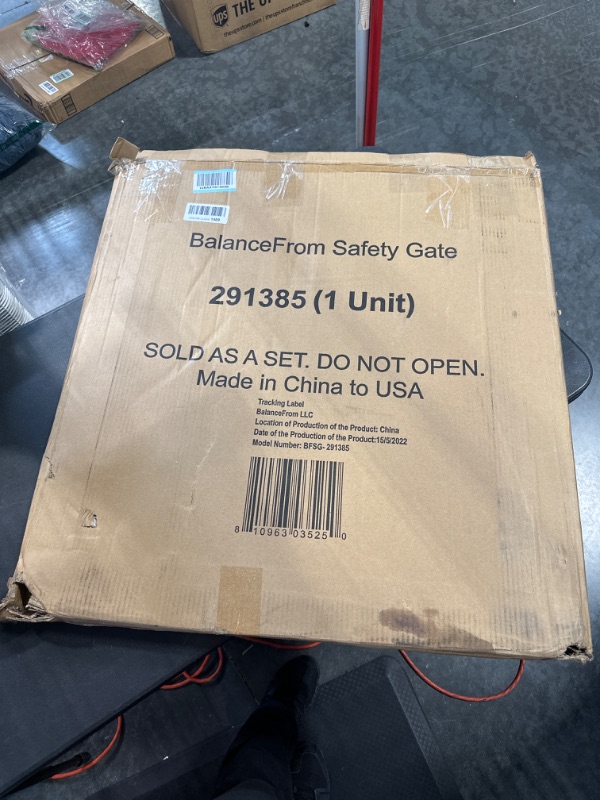 ups
THE U
BalanceFrom Safety Gate
291385 (1 Unit)
SOLD AS A SET. DO NOT OPEN.
Made in China to USA
Tracking Label
BalanceFrom LLC
Location of Production of the Product: China
Date of the Production of the Product:15/5/2022
Model Number: BFSG- 291385
8 10963 03525 0